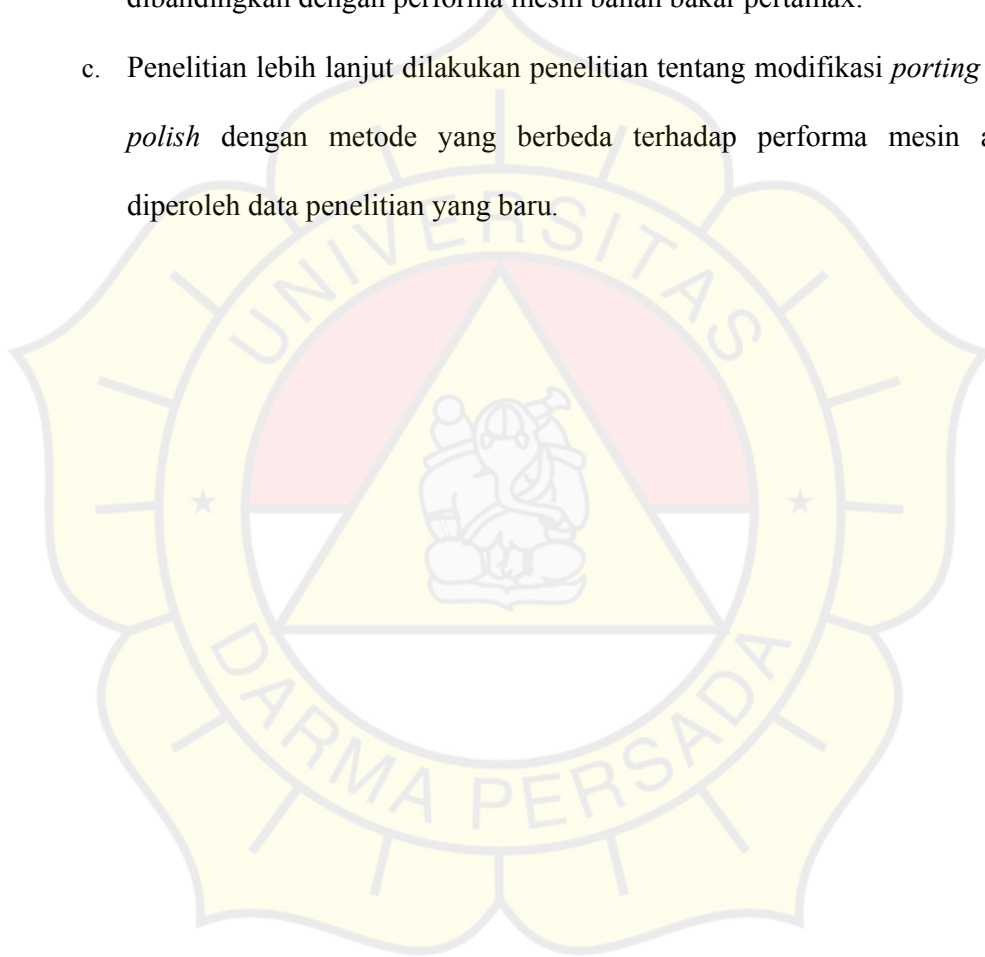 dibandingkan dengan performa mesin bahan bakar pertamax.
c. Penelitian lebih lanjut dilakukan penelitian tentang modifikasi porting
polish dengan metode yang berbeda terhadap performa mesin a
diperoleh data penelitian yang baru.
UNIVERSITAS
DARMA PERSADA